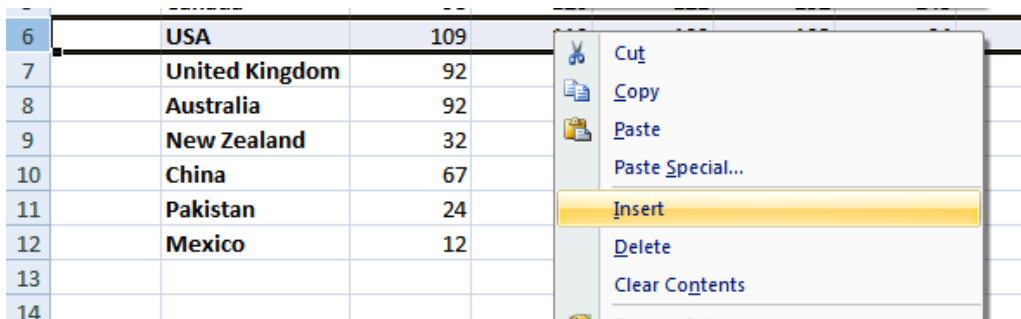 6 USA 109
Cut
7 United Kingdom 92
Copy
8 Australia 92
Paste
9 New Zealand 32
10 China 67
Paste Special...
11 Pakistan 24
Insert
12 Mexico 12
Delete
13
Clear Contents
14